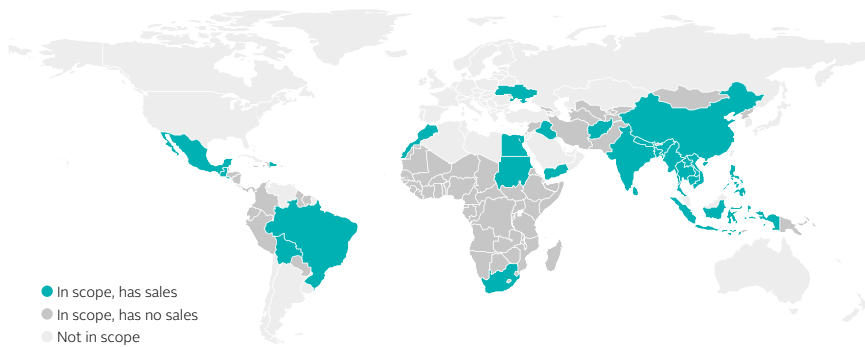 In scope, has sales
In scope, has no sales
Not in scope